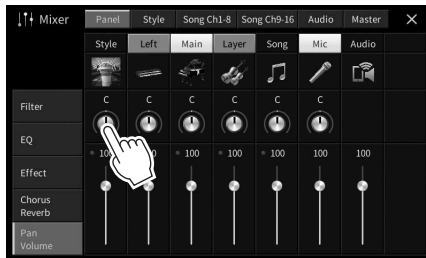 Mixer
Panel Style Song Ch1-8 Song Ch9-16 Audio Master
Style Left Main Layer Song Mic Audio
Filter
EQ
Effect
Chorus
Reverb
Pan
Volume
C C C C C C
100 100 100 100 100 100 100